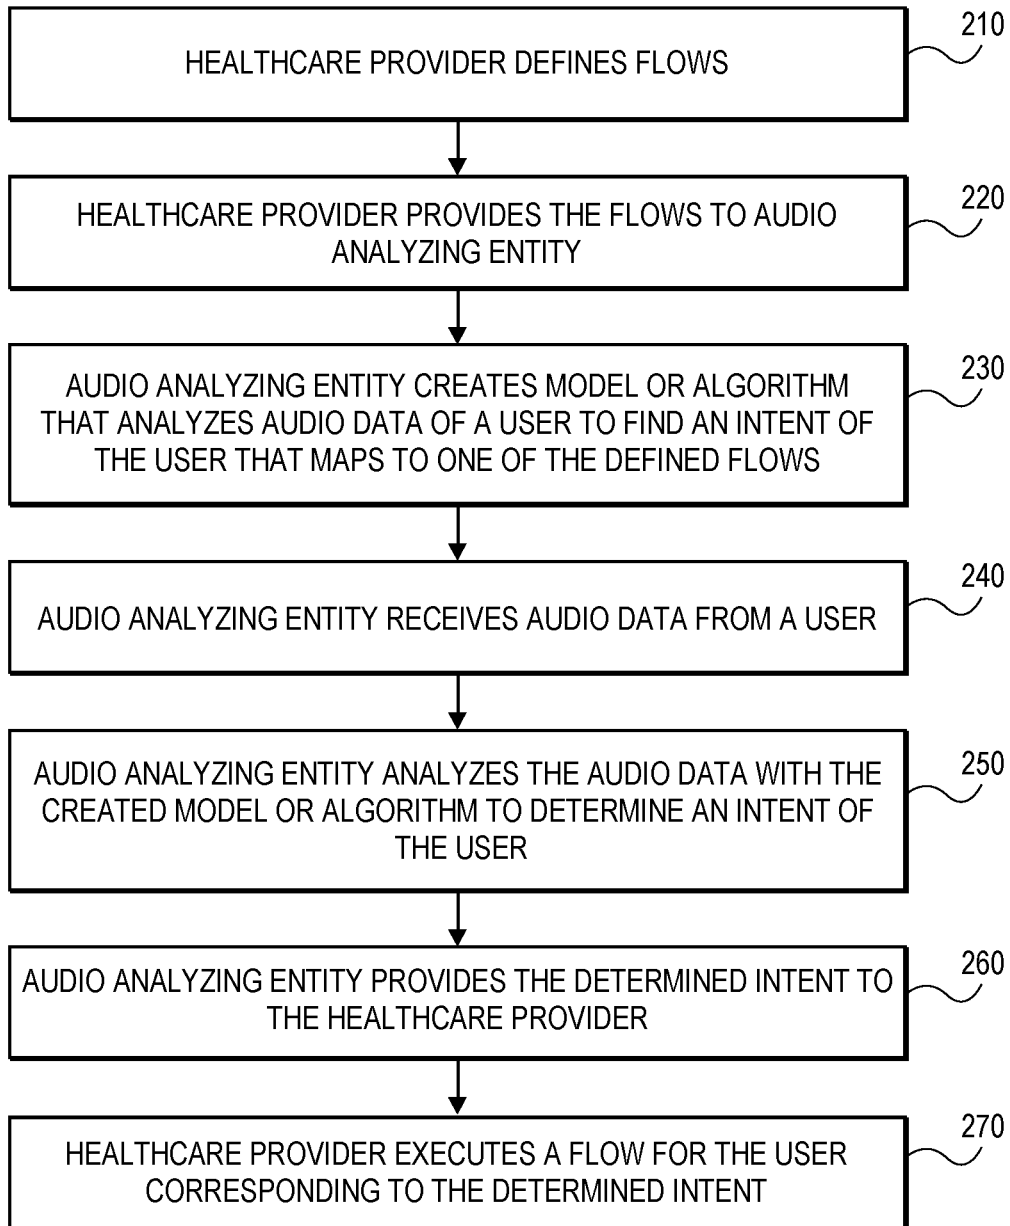 210
HEALTHCARE PROVIDER DEFINES FLOWS
220
HEALTHCARE PROVIDER PROVIDES THE FLOWS TO AUDIO
ANALYZING ENTITY
230
AUDIO ANALYZING ENTITY CREATES MODEL OR ALGORITHM
THAT ANALYZES AUDIO DATA OF A USER TO FIND AN INTENT OF
THE USER THAT MAPS TO ONE OF THE DEFINED FLOWS
240
AUDIO ANALYZING ENTITY RECEIVES AUDIO DATA FROM A USER
250
AUDIO ANALYZING ENTITY ANALYZES THE AUDIO DATA WITH THE
CREATED MODEL OR ALGORITHM TO DETERMINE AN INTENT OF
THE USER
260
AUDIO ANALYZING ENTITY PROVIDES THE DETERMINED INTENT TO
THE HEALTHCARE PROVIDER
270
HEALTHCARE PROVIDER EXECUTES A FLOW FOR THE USER
CORRESPONDING TO THE DETERMINED INTENT